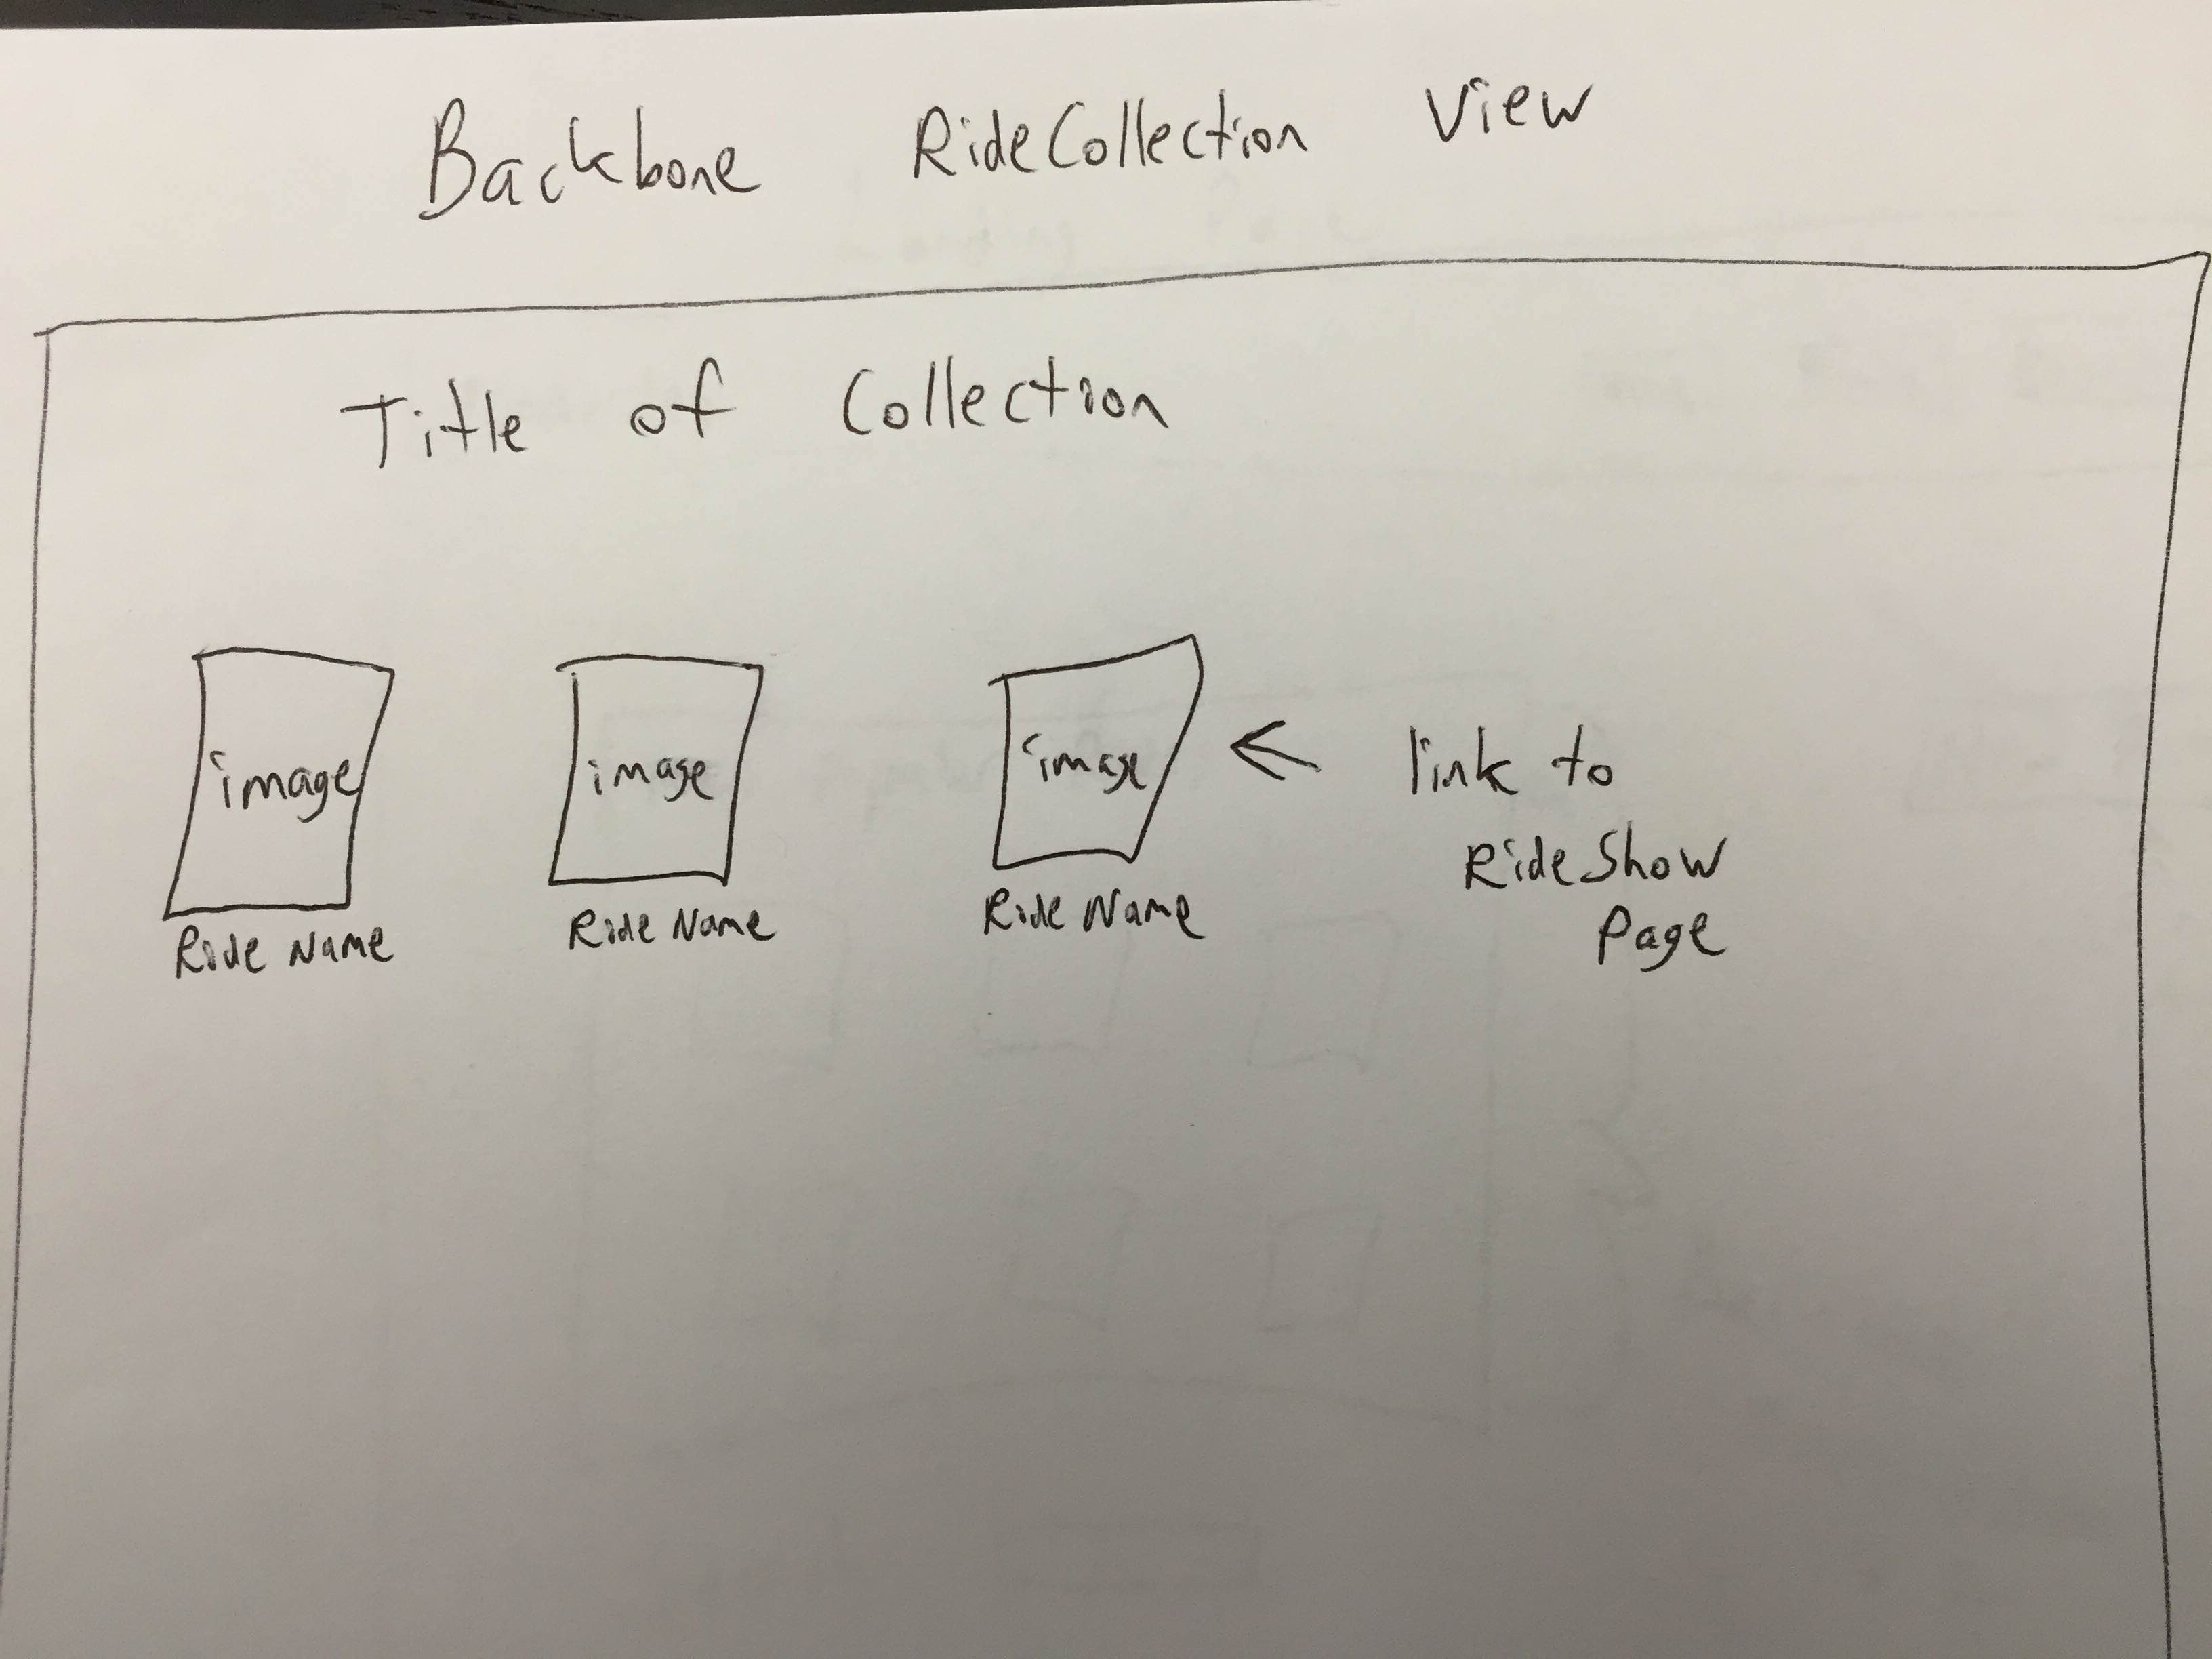 Backbone RideCollection View
Title of Collection
image image image ← link to
RideShow
Page
Ride Name Ride Name Ride Name